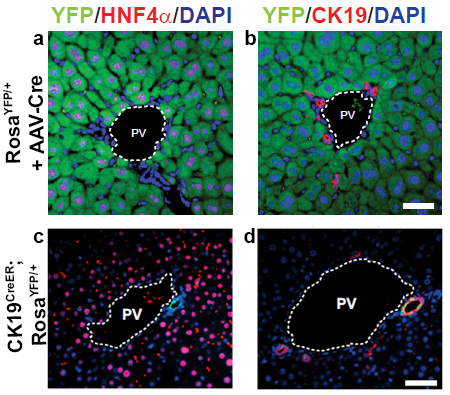 YFP/HNF4α/DAPI
YFP/CK19/DAPI
Rosa^YFP/+
+ AAV-Cre
a
PV
b
PV
CK19^CreER;
Rosa^YFP/+
c
PV
d
PV